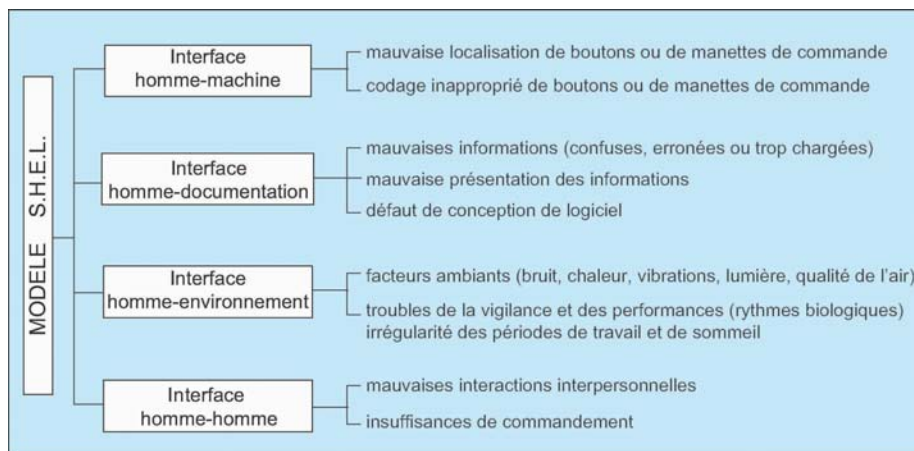 MODELE S.H.E.L.
Interface
homme-machine
mauvaise localisation de boutons ou de manettes de commande
codage inapproprié de boutons ou de manettes de commande
Interface
homme-documentation
mauvaises informations (confuses, erronées ou trop chargées)
mauvaise présentation des informations
défaut de conception de logiciel
Interface
homme-environnement
facteurs ambiants (bruit, chaleur, vibrations, lumière, qualité de l'air)
troubles de la vigilance et des performances (rythmes biologiques)
irrégularité des périodes de travail et de sommeil
Interface
homme-homme
mauvaises interactions interpersonnelles
insuffisances de commandement